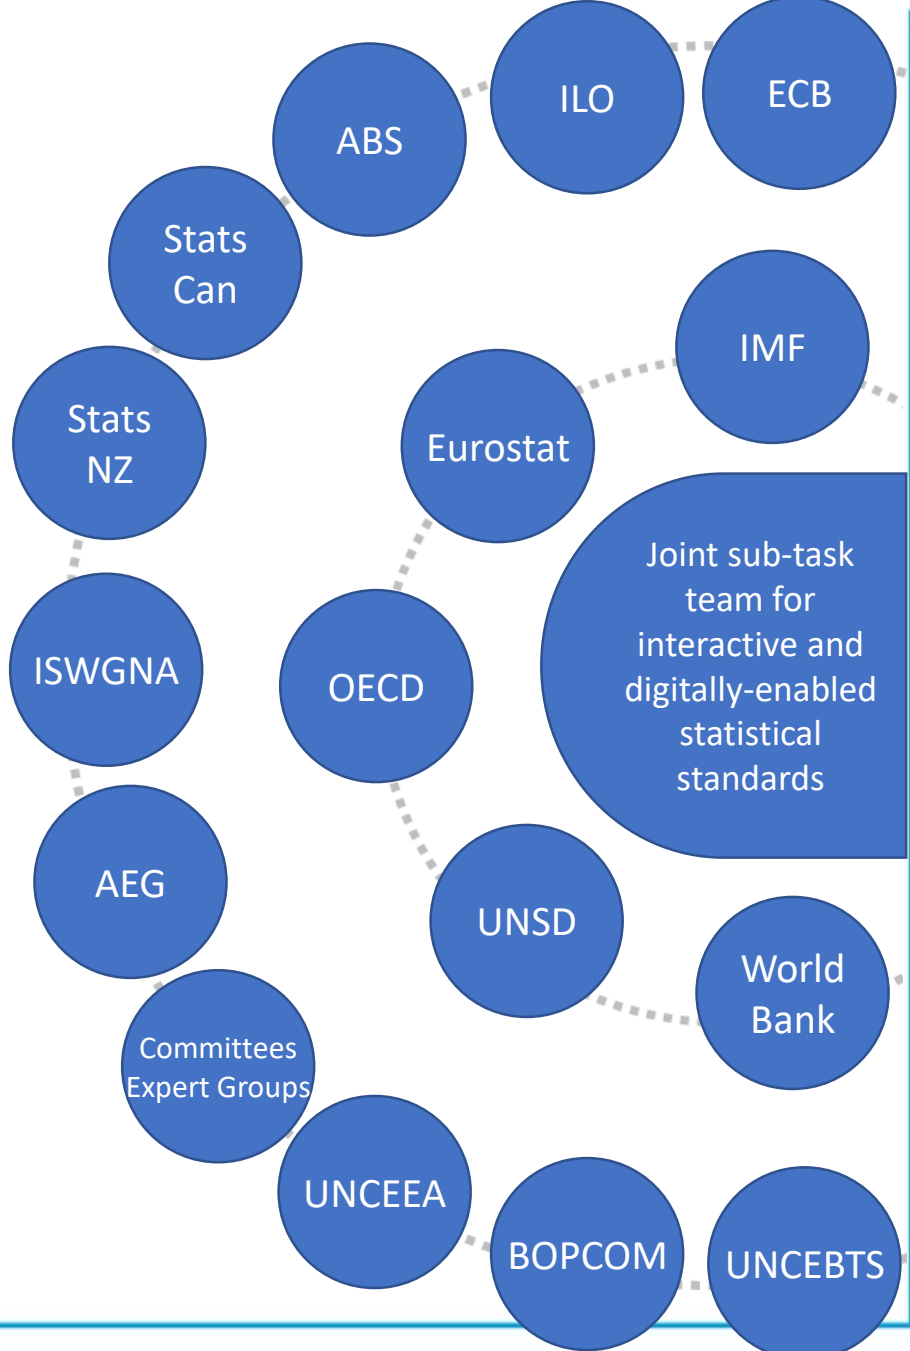 ECB
ILO
ABS
Stats
Can
Stats
NZ
ISWGNA
AEG
Committees
Expert Groups
UNCEEA
BOPCOM
UNCEBTS
IMF
Eurostat
OECD
UNSD
World
Bank
Joint sub-task
team for
interactive and
digitally-enabled
statistical
standards